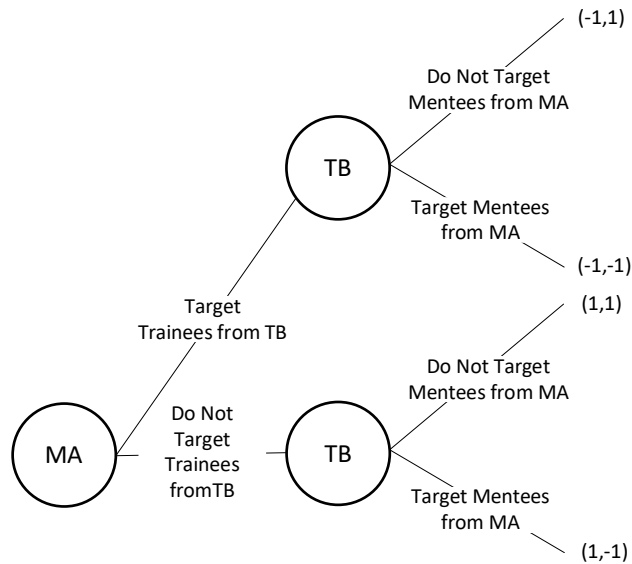 (-1,1)
Do Not Target
Mentees from MA
TB
Target Mentees
from MA
(-1,-1)
(1,1)
Target
Trainees from TB
Do Not Target
Mentees from MA
Do Not
Target
Trainees
fromTB
MA
TB
Target Mentees
from MA
(1,-1)